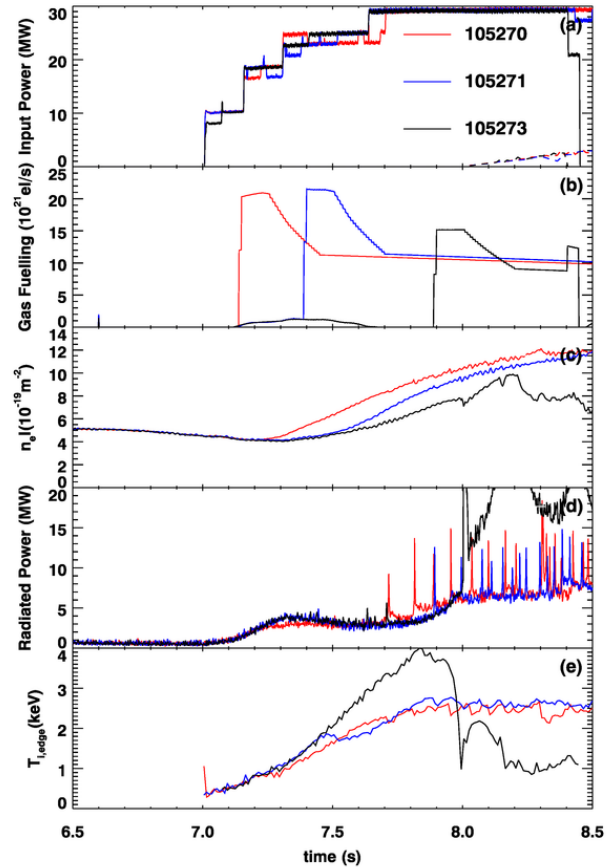 30
20
10
0
Input Power (MW)
(a)
105270
105271
105273
25
20
15
10
5
0
Gas Fuelling (10²¹el/s)
(b)
14
12
10
8
6
4
2
0
nₑl(10⁻¹⁹m⁻²)
(c)
20
15
10
5
0
Radiated Power (MW)
(d)
4
3
2
1
0
Tᵢ,edge(keV)
(e)
6.5 7.0 7.5 8.0 8.5
time (s)